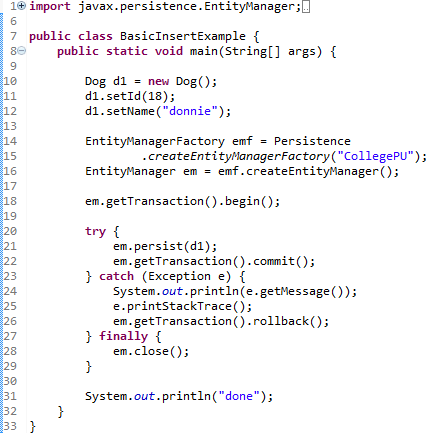 1 import javax.persistence.EntityManager;
6
7 public class BasicInsertExample {
8     public static void main(String[] args) {
9
10         Dog d1 = new Dog();
11         d1.setId(18);
12         d1.setName("donnie");
13
14         EntityManagerFactory emf = Persistence
15                 .createEntityManagerFactory("CollegePU");
16         EntityManager em = emf.createEntityManager();
17
18         em.getTransaction().begin();
19
20         try {
21             em.persist(d1);
22             em.getTransaction().commit();
23         } catch (Exception e) {
24             System.out.println(e.getMessage());
25             e.printStackTrace();
26             em.getTransaction().rollback();
27         } finally {
28             em.close();
29         }
30
31         System.out.println("done");
32     }
33 }